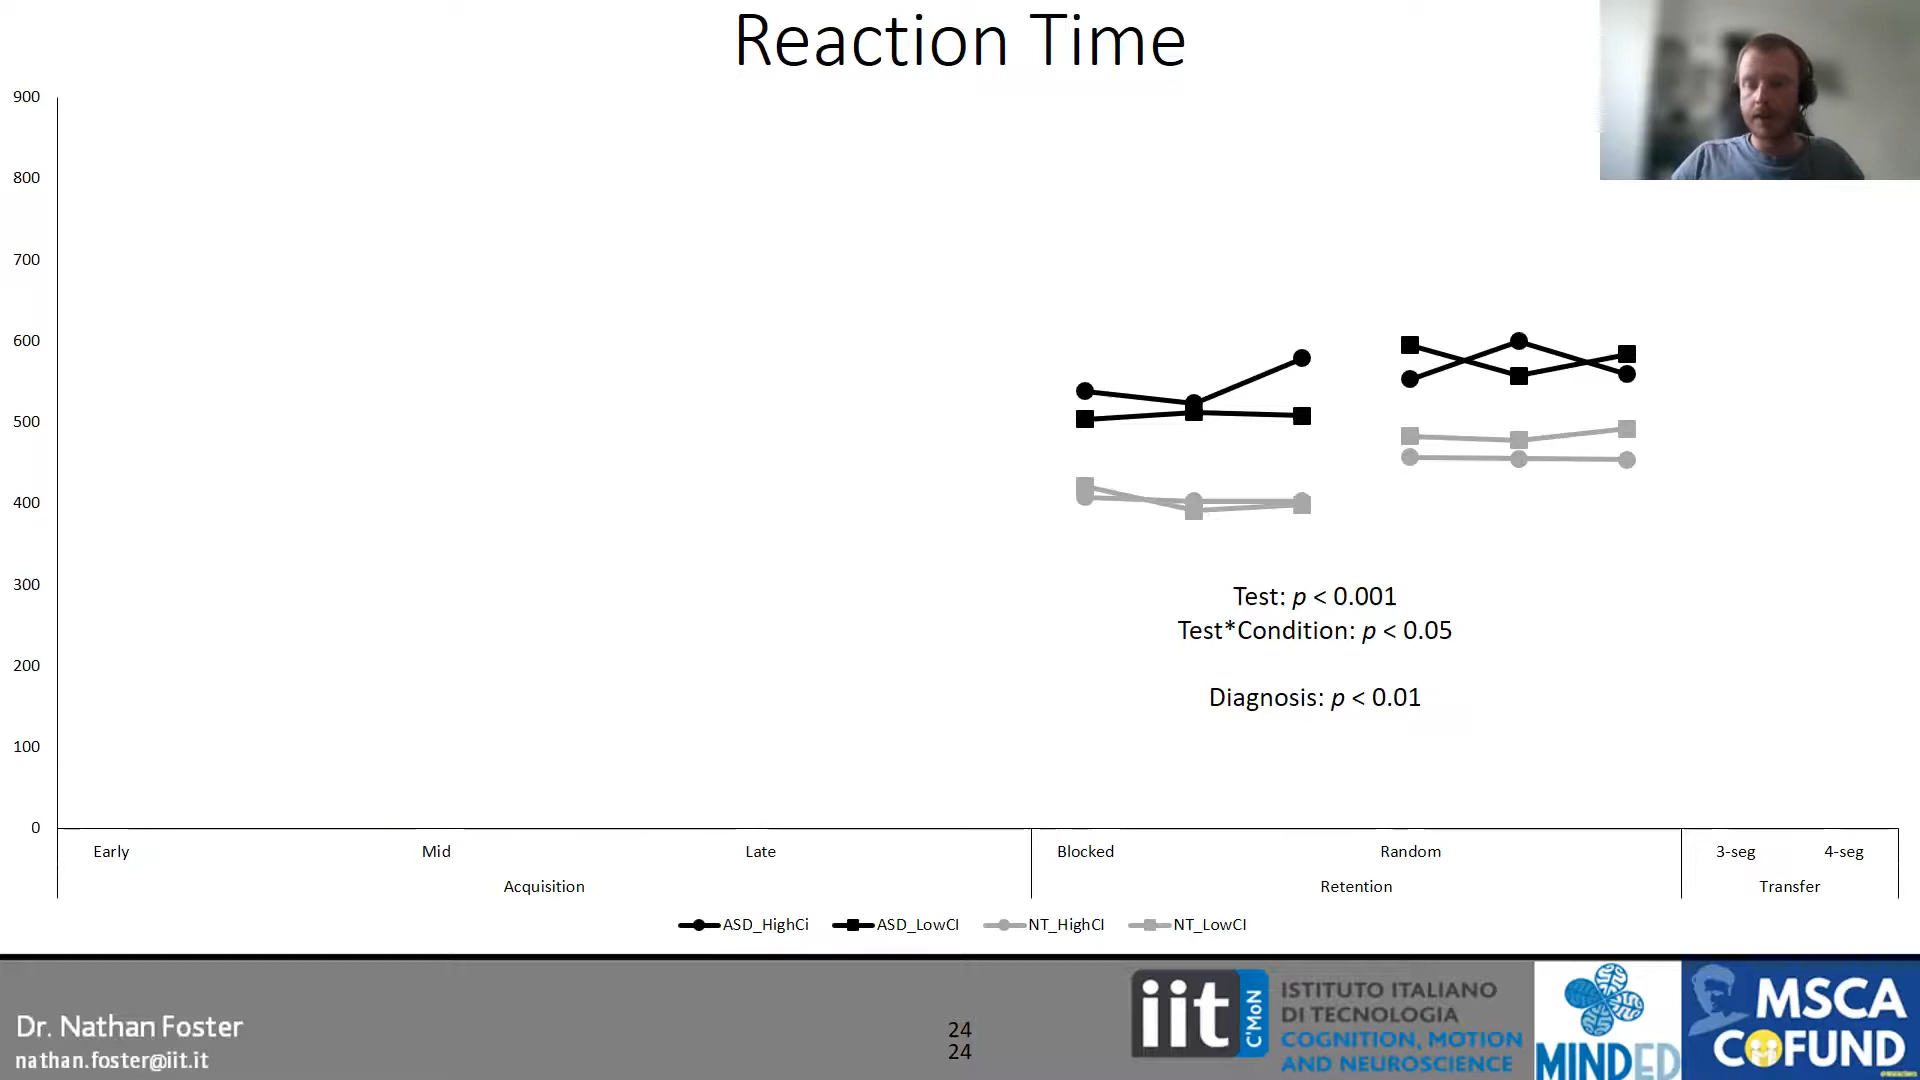 Reaction Time
900
800
700
600
500
400
300
200
100
0
Test: p < 0.001
Test*Condition: p < 0.05
Diagnosis: p < 0.01
Early Mid Late Blocked Random 3-seg 4-seg
Acquisition Retention Transfer
ASD_HighCi ASD_LowCI NT_HighCI NT_LowCI
Dr. Nathan Foster
nathan.foster@iit.it
24
24
iit C'MoN
ISTITUTO ITALIANO
DI TECNOLOGIA
COGNITION, MOTION
AND NEUROSCIENCE
MINDED
MSCA
COFUND